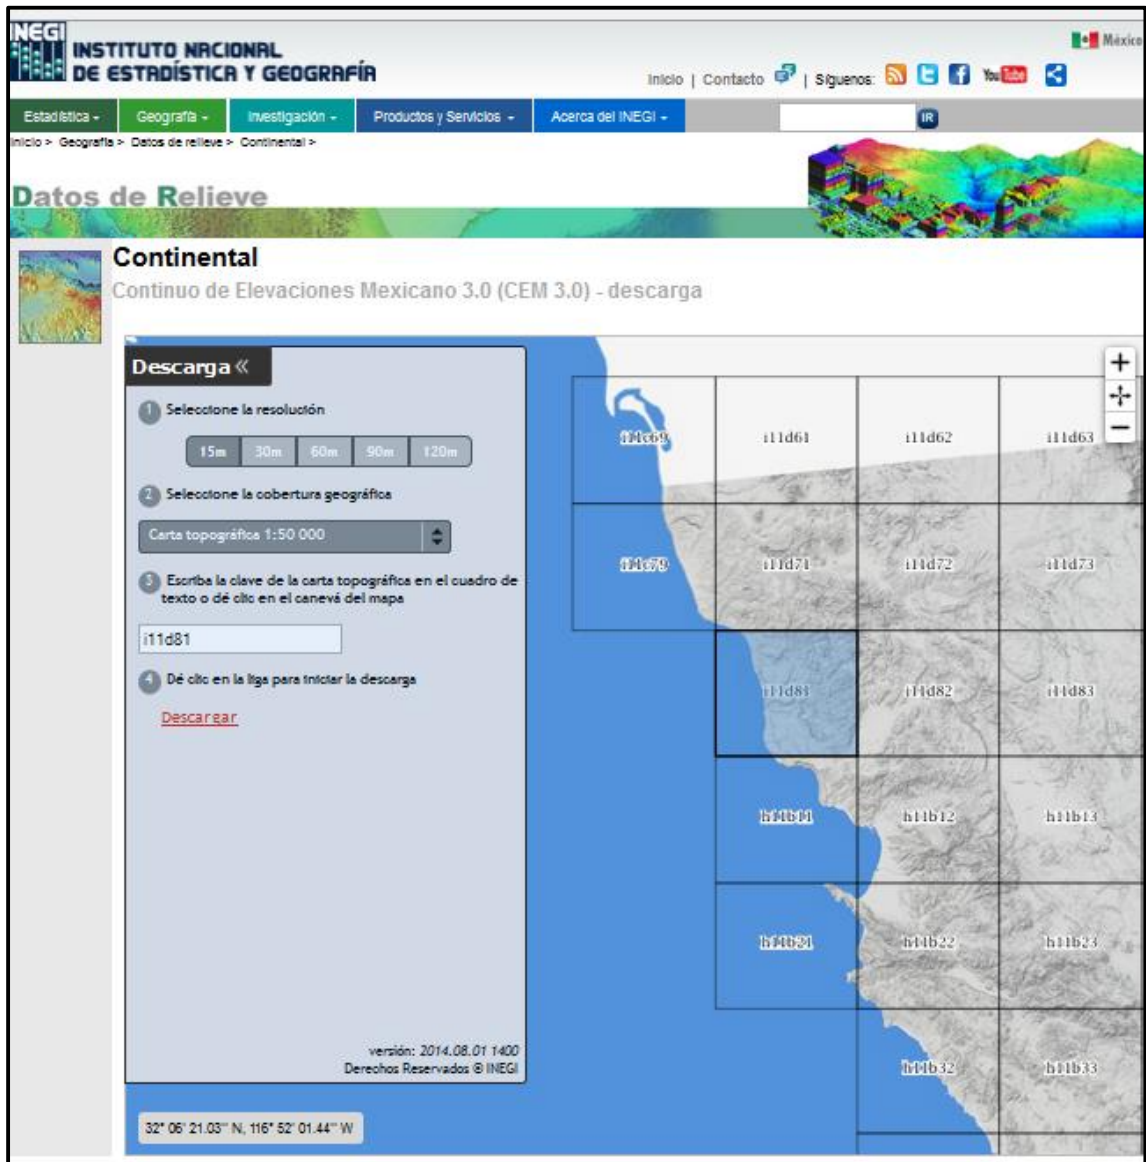 INEGI
INSTITUTO NACIONAL
DE ESTADÍSTICA Y GEOGRAFÍA
México
Inicio | Contacto | Síguenos: You Tube
Estadística Geografía Investigación Productos y Servicios Acerca del INEGI
IR
Inicio > Geografía > Datos de relieve > Continental >
Datos de Relieve
Continental
Continuo de Elevaciones Mexicano 3.0 (CEM 3.0) - descarga
Descarga «
1 Seleccione la resolución
15m 30m 60m 90m 120m
2 Seleccione la cobertura geográfica
Carta topográfica 1:50 000
3 Escriba la clave de la carta topográfica en el cuadro de
texto o dé clic en el canevá del mapa
i11d81
4 Dé clic en la liga para iniciar la descarga
Descargar
versión: 2014.08.01 1400
Derechos Reservados ® INEGI
32° 06' 21.03'' N, 116° 52' 01.44'' W
+
−
i11c69 i11d61 i11d62 i11d63
i11c79 i11d71 i11d72 i11d73
i11d81 i11d82 i11d83
h11b11 h11b12 h11b13
h11b21 h11b22 h11b23
h11b32 h11b33